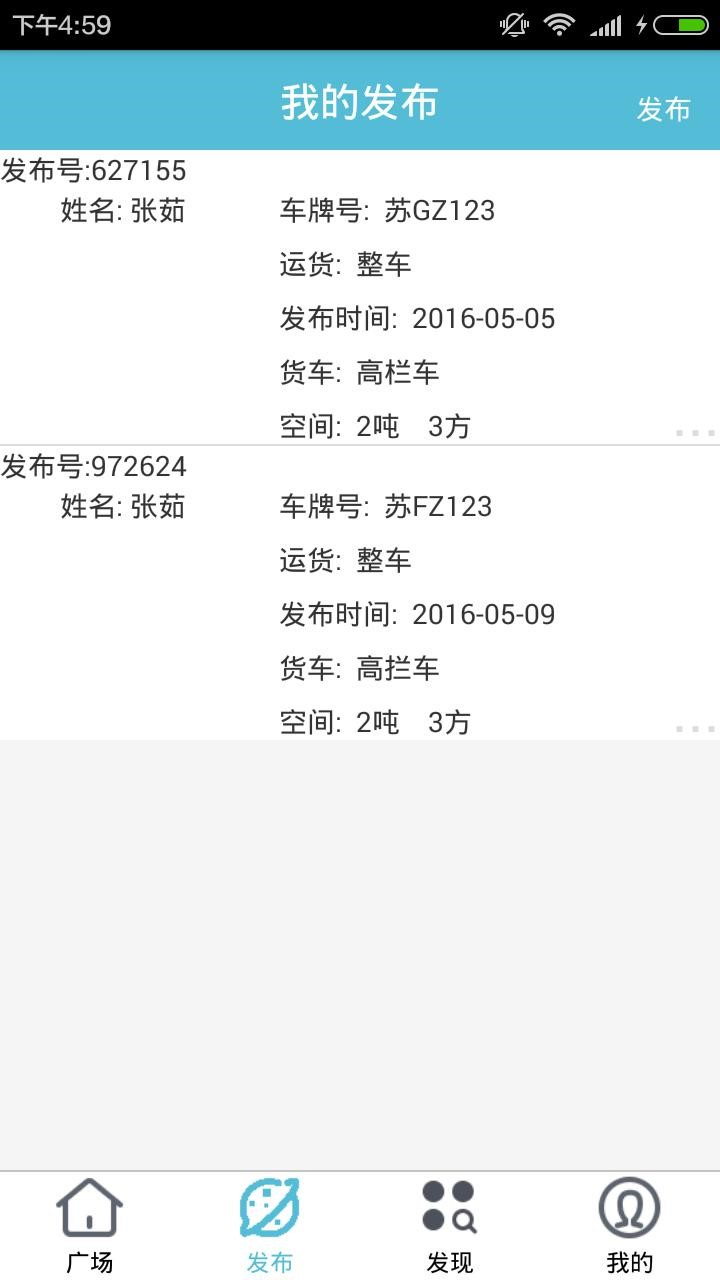 下午4:59
我的发布
发布
发布号:627155
姓名: 张茹 车牌号: 苏GZ123
运货: 整车
发布时间: 2016-05-05
货车: 高栏车
空间: 2吨 3方
发布号:972624
姓名: 张茹 车牌号: 苏FZ123
运货: 整车
发布时间: 2016-05-09
货车: 高拦车
空间: 2吨 3方
广场 发布 发现 我的